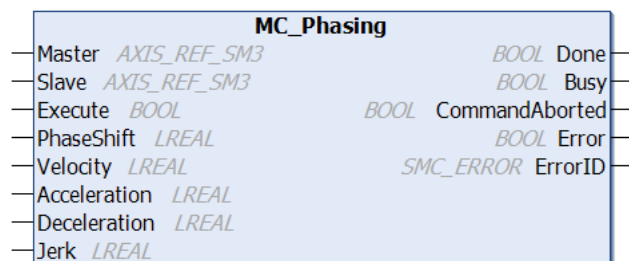 MC_Phasing
Master AXIS_REF_SM3 BOOL Done
Slave AXIS_REF_SM3 BOOL Busy
Execute BOOL BOOL CommandAborted
PhaseShift LREAL BOOL Error
Velocity LREAL SMC_ERROR ErrorID
Acceleration LREAL
Deceleration LREAL
Jerk LREAL